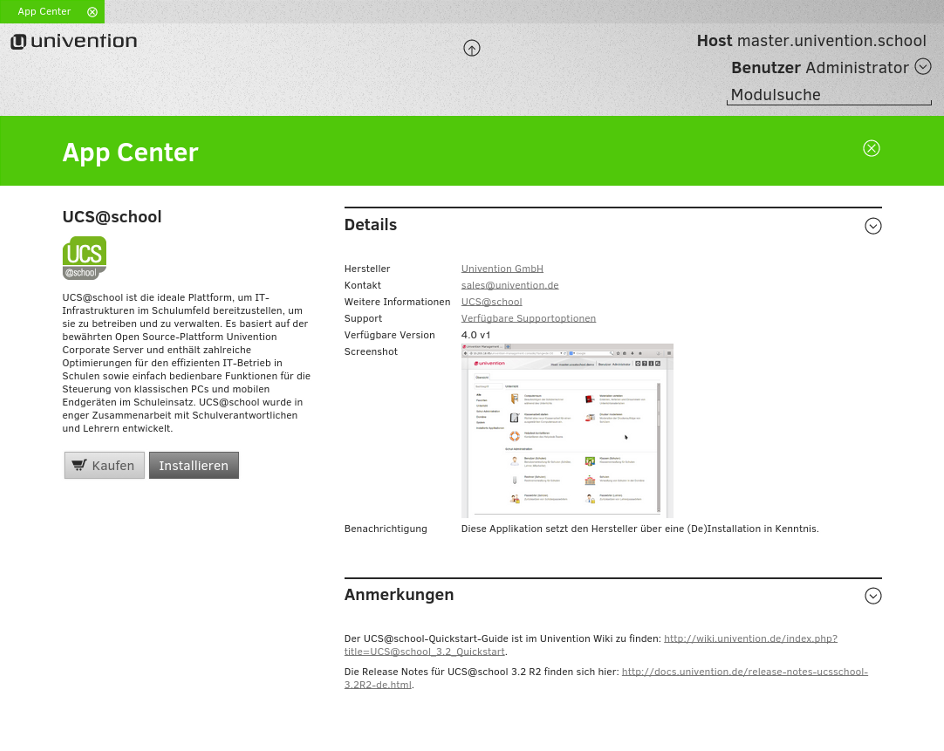 App Center
univention
Host master.univention.school
Benutzer Administrator
Modulsuche
App Center
UCS@school
UCS
@school
UCS@school ist die ideale Plattform, um IT-
Infrastrukturen im Schulumfeld bereitzustellen, um
sie zu betreiben und zu verwalten. Es basiert auf der
bewährten Open Source-Plattform Univention
Corporate Server und enthält zahlreiche
Optimierungen für den effizienten IT-Betrieb in
Schulen sowie einfach bedienbare Funktionen für die
Steuerung von klassischen PCs und mobilen
Endgeräten im Schuleinsatz. UCS@school wurde in
enger Zusammenarbeit mit Schulverantwortlichen
und Lehrern entwickelt.
Kaufen Installieren
Details
Hersteller Univention GmbH
Kontakt sales@univention.de
Weitere Informationen UCS@school
Support Verfügbare Supportoptionen
Verfügbare Version 4.0 v1
Screenshot
univention
Benachrichtigung Diese Applikation setzt den Hersteller über eine (De)Installation in Kenntnis.
Anmerkungen
Der UCS@school-Quickstart-Guide ist im Univention Wiki zu finden: http://wiki.univention.de/index.php?
title=UCS@school_3.2_Quickstart.
Die Release Notes für UCS@school 3.2 R2 finden sich hier: http://docs.univention.de/release-notes-ucsschool-
3.2R2-de.html.